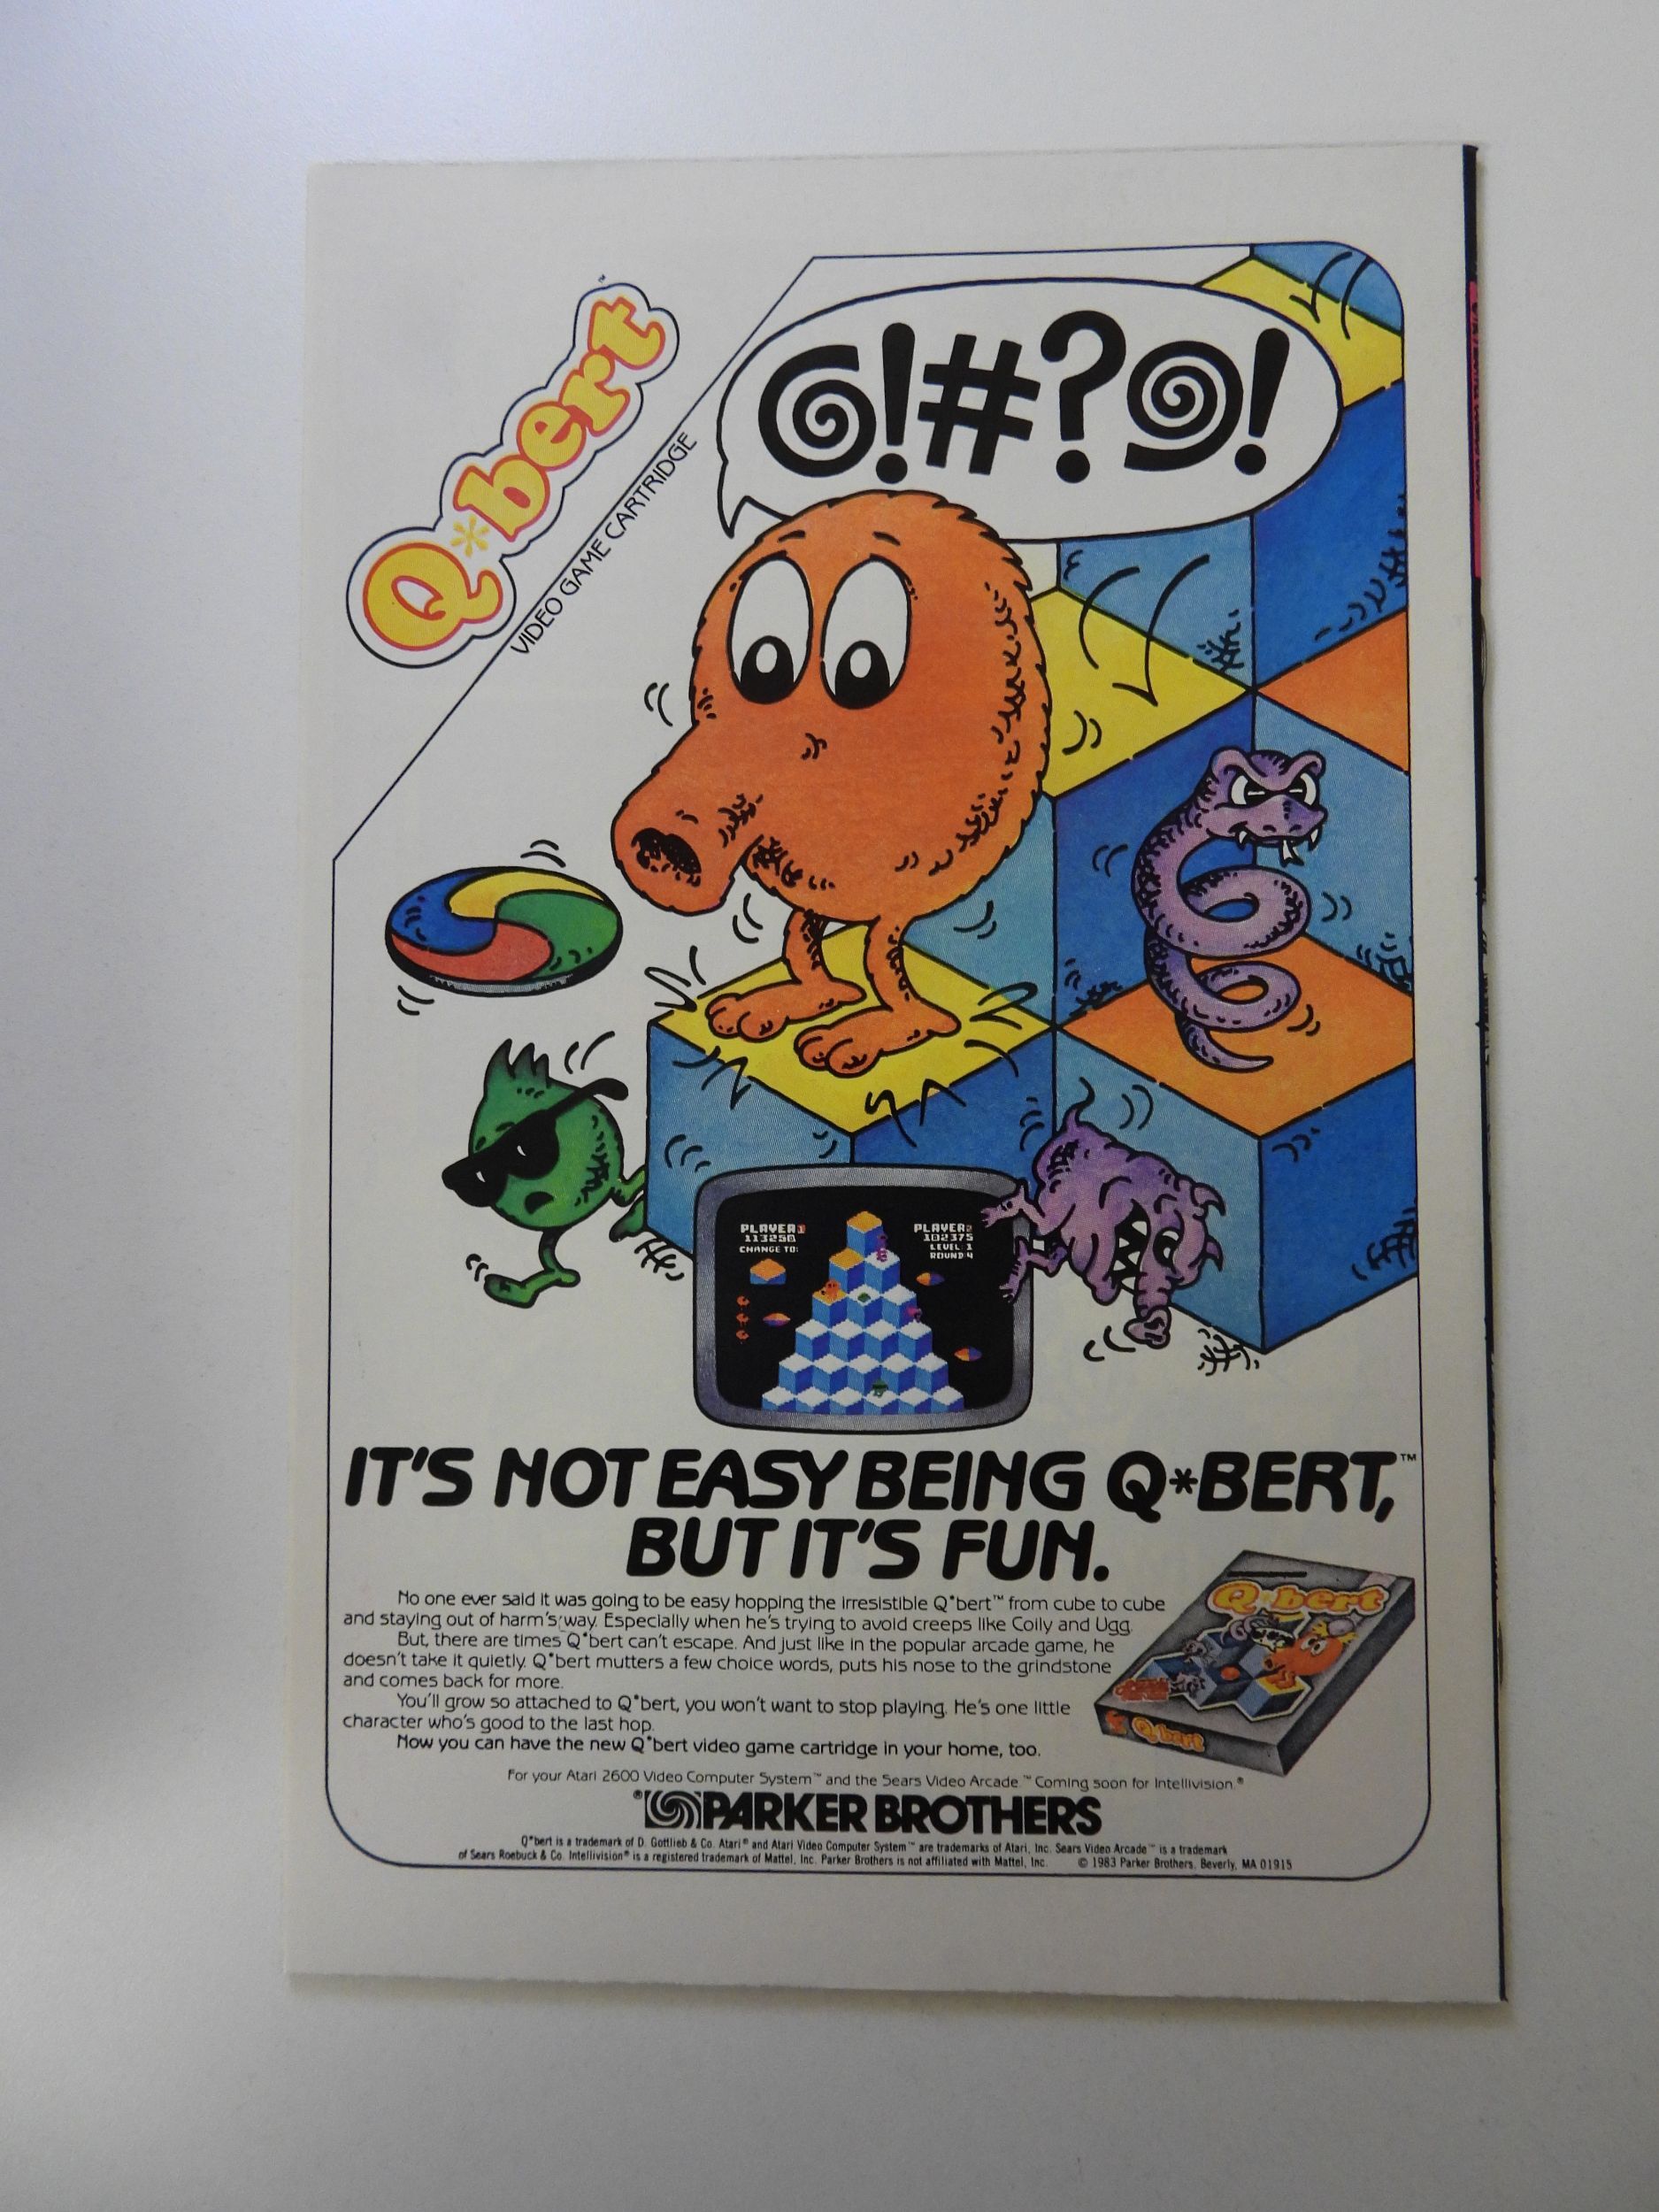 Q*bert™
VIDEO GAME CARTRIDGE
@!#?@!
PLAYER1
113250
CHANGE TO:
PLAYER2
102375
LEVEL: 1
ROUND 4
IT'S NOT EASY BEING Q*BERT,™
BUT IT'S FUN.
No one ever said it was going to be easy hopping the irresistible Q*bert™ from cube to cube
and staying out of harm's way. Especially when he's trying to avoid creeps like Coily and Ugg.
But, there are times Q*bert can't escape. And just like in the popular arcade game, he
doesn't take it quietly. Q*bert mutters a few choice words, puts his nose to the grindstone
and comes back for more.
You'll grow so attached to Q*bert, you won't want to stop playing. He's one little
character who's good to the last hop.
Now you can have the new Q*bert video game cartridge in your home, too.
Q*bert
Q*bert
For your Atari 2600 Video Computer System™ and the Sears Video Arcade.™ Coming soon for Intellivision.®
®PARKER BROTHERS
Q*bert is a trademark of D. Gottlieb & Co. Atari® and Atari Video Computer System™ are trademarks of Atari, Inc. Sears Video Arcade™ is a trademark
of Sears Roebuck & Co. Intellivision® is a registered trademark of Mattel, Inc. Parker Brothers is not affiliated with Mattel, Inc. © 1983 Parker Brothers, Beverly, MA 01915